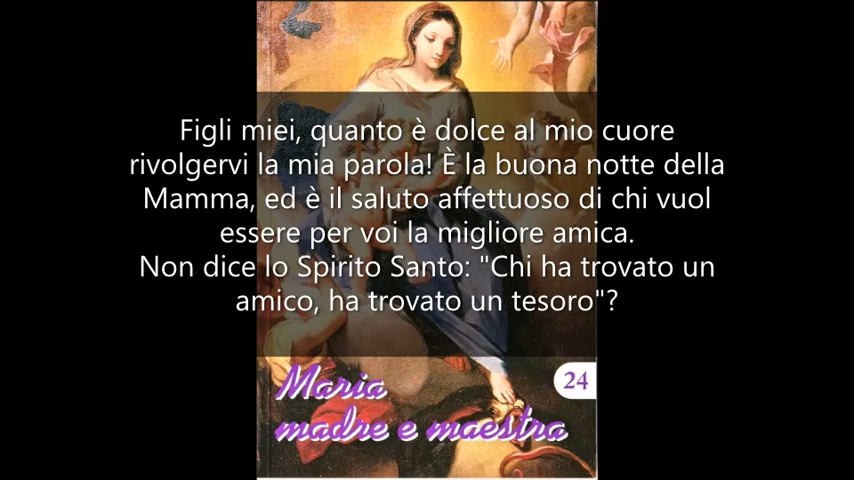 Figli miei, quanto è dolce al mio cuore
rivolgervi la mia parola! È la buona notte della
Mamma, ed è il saluto affettuoso di chi vuol
essere per voi la migliore amica.
Non dice lo Spirito Santo: "Chi ha trovato un
amico, ha trovato un tesoro"?
Maria
24
madre e maestra